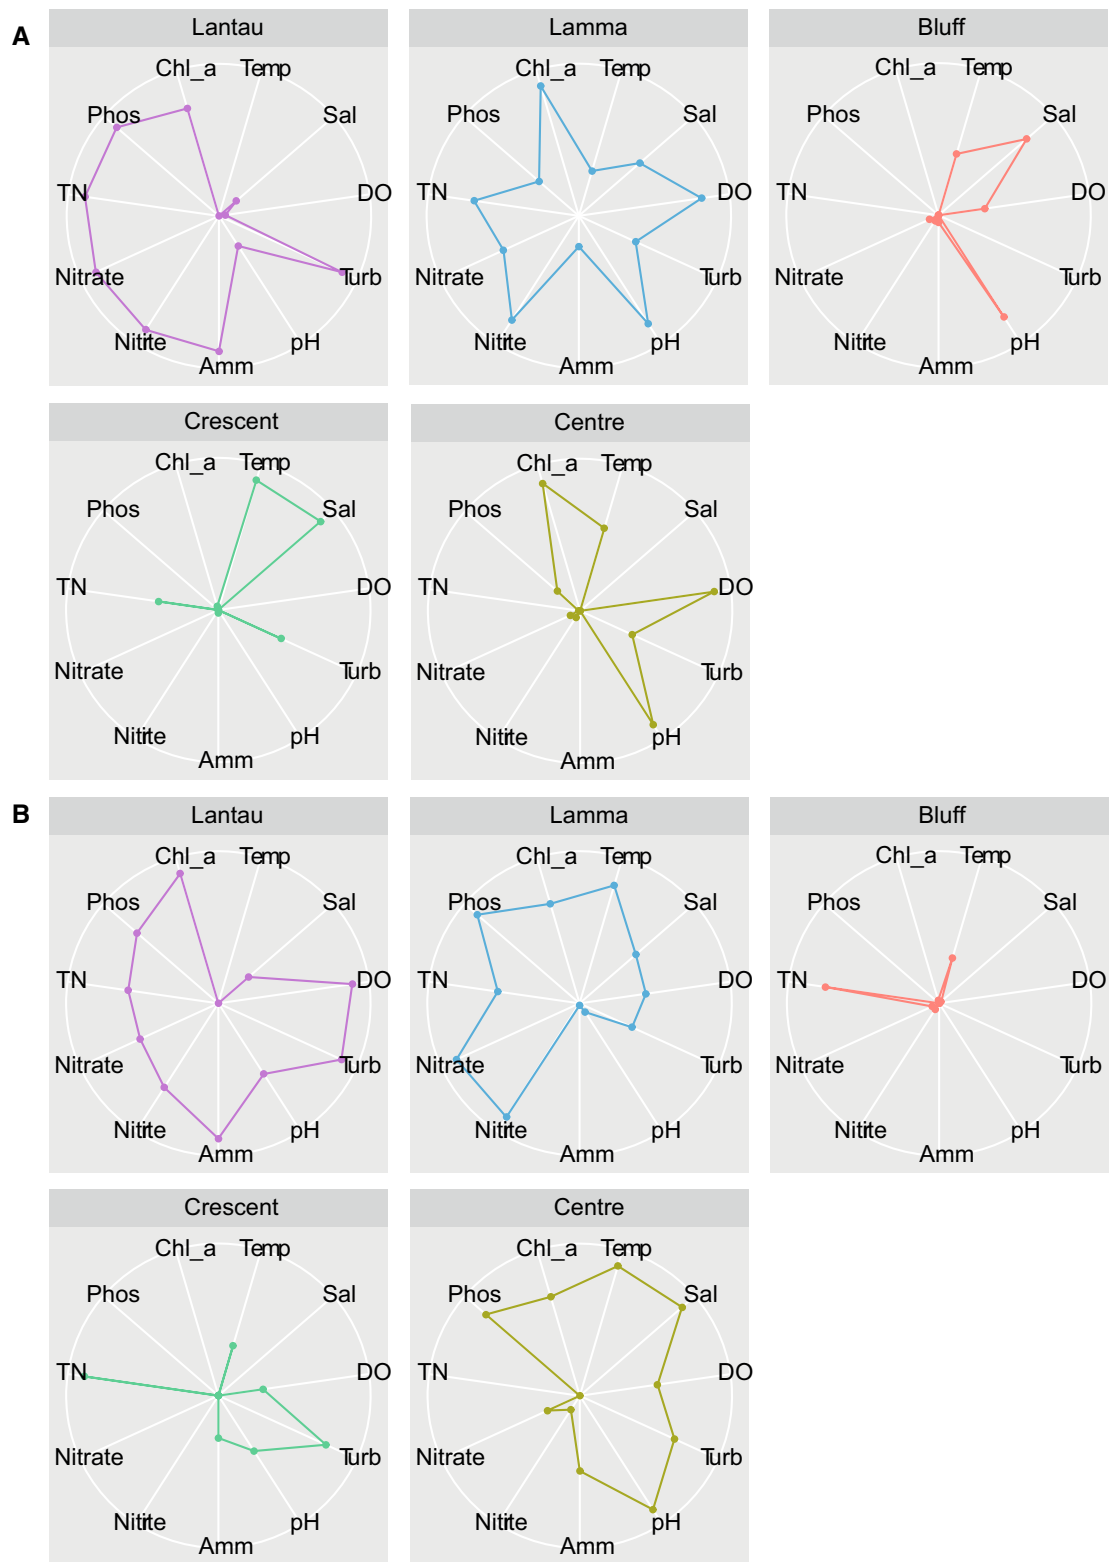 A
Lantau Lamma Bluff
Chl_a Temp Chl_a Temp Chl_a Temp
Phos Sal Phos Sal Phos Sal
TN DO TN DO TN DO
Nitrate Turb Nitrate Turb Nitrate Turb
Nitrite pH Nitrite pH Nitrite pH
Amm Amm Amm
Crescent Centre
Chl_a Temp Chl_a Temp
Phos Sal Phos Sal
TN DO TN DO
Nitrate Turb Nitrate Turb
Nitrite pH Nitrite pH
Amm Amm
B
Lantau Lamma Bluff
Chl_a Temp Chl_a Temp Chl_a Temp
Phos Sal Phos Sal Phos Sal
TN DO TN DO TN DO
Nitrate Turb Nitrate Turb Nitrate Turb
Nitrite pH Nitrite pH Nitrite pH
Amm Amm Amm
Crescent Centre
Chl_a Temp Chl_a Temp
Phos Sal Phos Sal
TN DO TN DO
Nitrate Turb Nitrate Turb
Nitrite pH Nitrite pH
Amm Amm